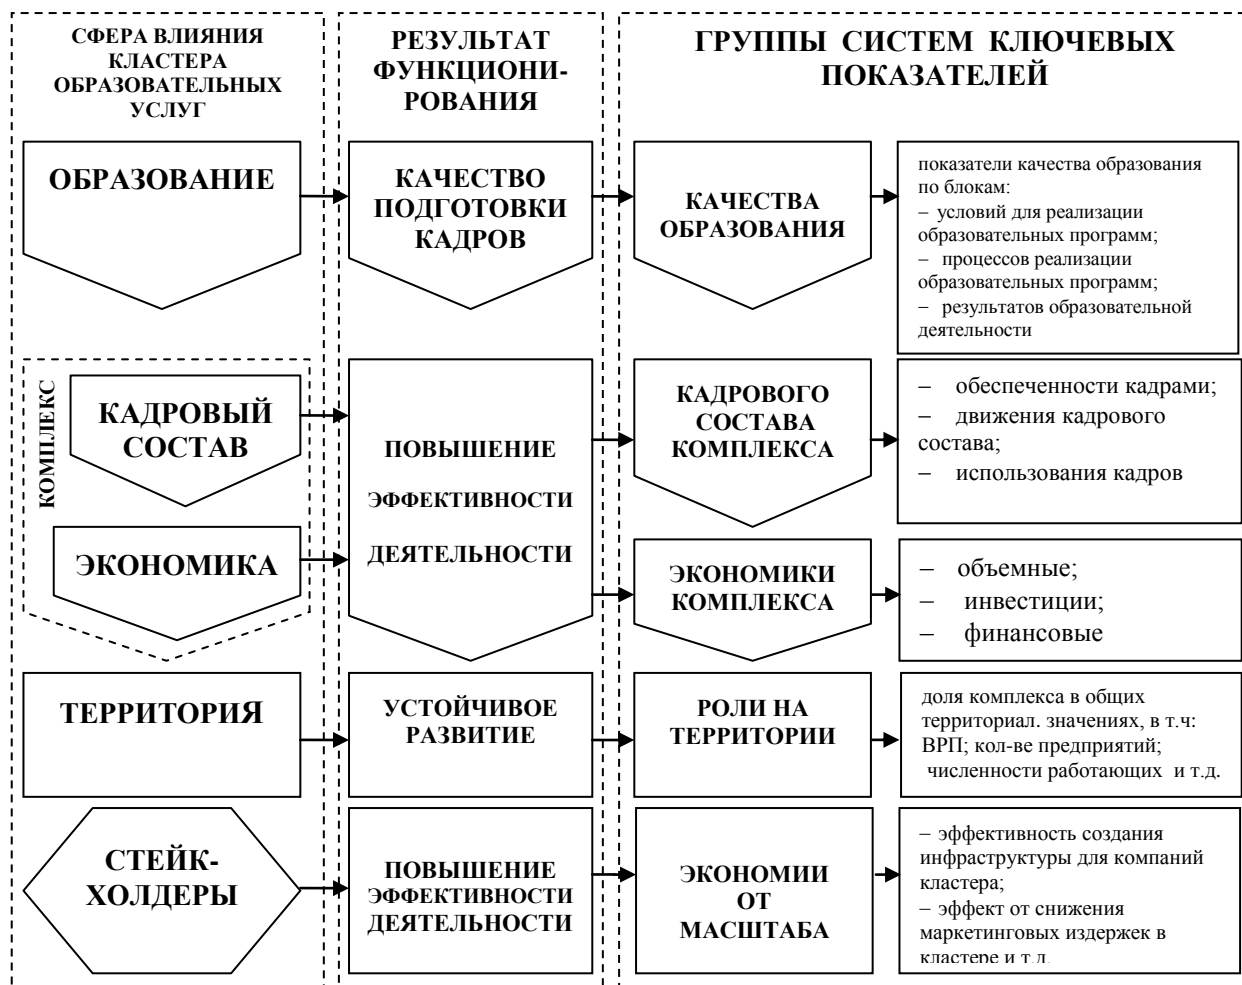 СФЕРА ВЛИЯНИЯ
КЛАСТЕРА
ОБРАЗОВАТЕЛЬНЫХ
УСЛУГ
РЕЗУЛЬТАТ
ФУНКЦИОНИ-
РОВАНИЯ
ГРУППЫ СИСТЕМ КЛЮЧЕВЫХ
ПОКАЗАТЕЛЕЙ
ОБРАЗОВАНИЕ
КАЧЕСТВО
ПОДГОТОВКИ
КАДРОВ
КАЧЕСТВА
ОБРАЗОВАНИЯ
показатели качества образования
по блокам:
– условий для реализации
образовательных программ;
– процессов реализации
образовательных программ;
– результатов образовательной
деятельности
КОМПЛЕКС
КАДРОВЫЙ
СОСТАВ
ЭКОНОМИКА
ПОВЫШЕНИЕ
ЭФФЕКТИВНОСТИ
ДЕЯТЕЛЬНОСТИ
КАДРОВОГО
СОСТАВА
КОМПЛЕКСА
– обеспеченности кадрами;
– движения кадрового
состава;
– использования кадров
ЭКОНОМИКИ
КОМПЛЕКСА
– объемные;
– инвестиции;
– финансовые
ТЕРРИТОРИЯ
УСТОЙЧИВОЕ
РАЗВИТИЕ
РОЛИ НА
ТЕРРИТОРИИ
доля комплекса в общих
территориал. значениях, в т.ч:
ВРП; кол-ве предприятий;
численности работающих и т.д.
СТЕЙК-
ХОЛДЕРЫ
ПОВЫШЕНИЕ
ЭФФЕКТИВНОСТИ
ДЕЯТЕЛЬНОСТИ
ЭКОНОМИИ
ОТ
МАСШТАБА
– эффективность создания
инфраструктуры для компаний
кластера;
– эффект от снижения
маркетинговых издержек в
кластере и т.д.